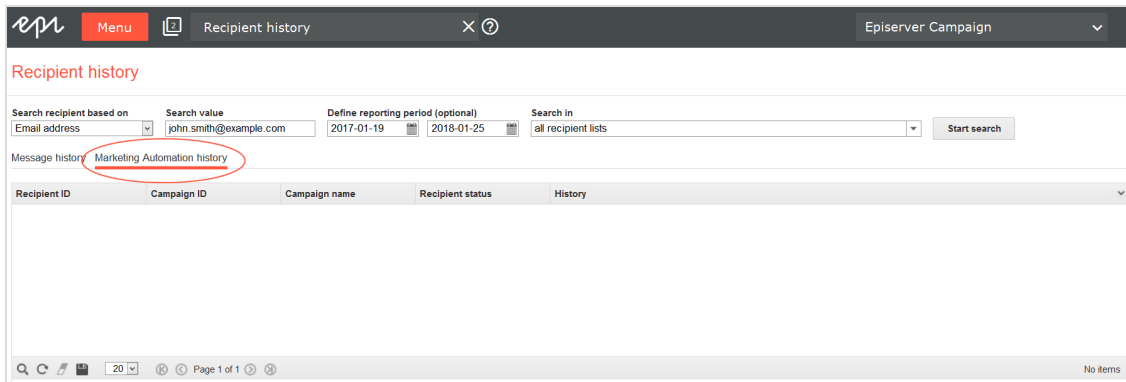 epi Menu 2 Recipient history Episerver Campaign
Recipient history
Search recipient based on Search value Define reporting period (optional) Search in
Email address john.smith@example.com 2017-01-19 2018-01-25 all recipient lists Start search
Message history Marketing Automation history
Recipient ID Campaign ID Campaign name Recipient status History
20 Page 1 of 1 No items